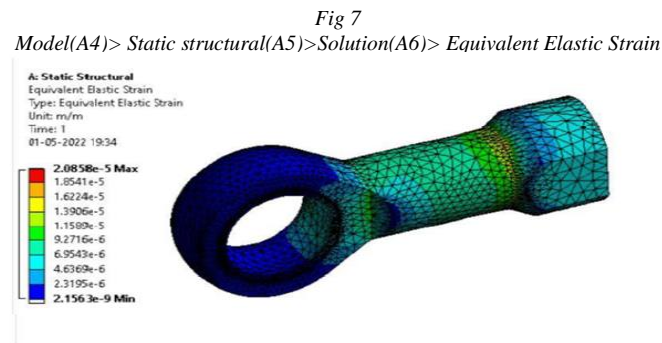 Fig 7
Model(A4)> Static structural(A5)>Solution(A6)> Equivalent Elastic Strain
A: Static Structural
Equivalent Elastic Strain
Type: Equivalent Elastic Strain
Unit: m/m
Time: 1
01-05-2022 19:34
2.0858e-5 Max
1.8541e-5
1.6224e-5
1.3906e-5
1.1589e-5
9.2716e-6
6.9543e-6
4.6369e-6
2.3195e-6
2.1563e-9 Min